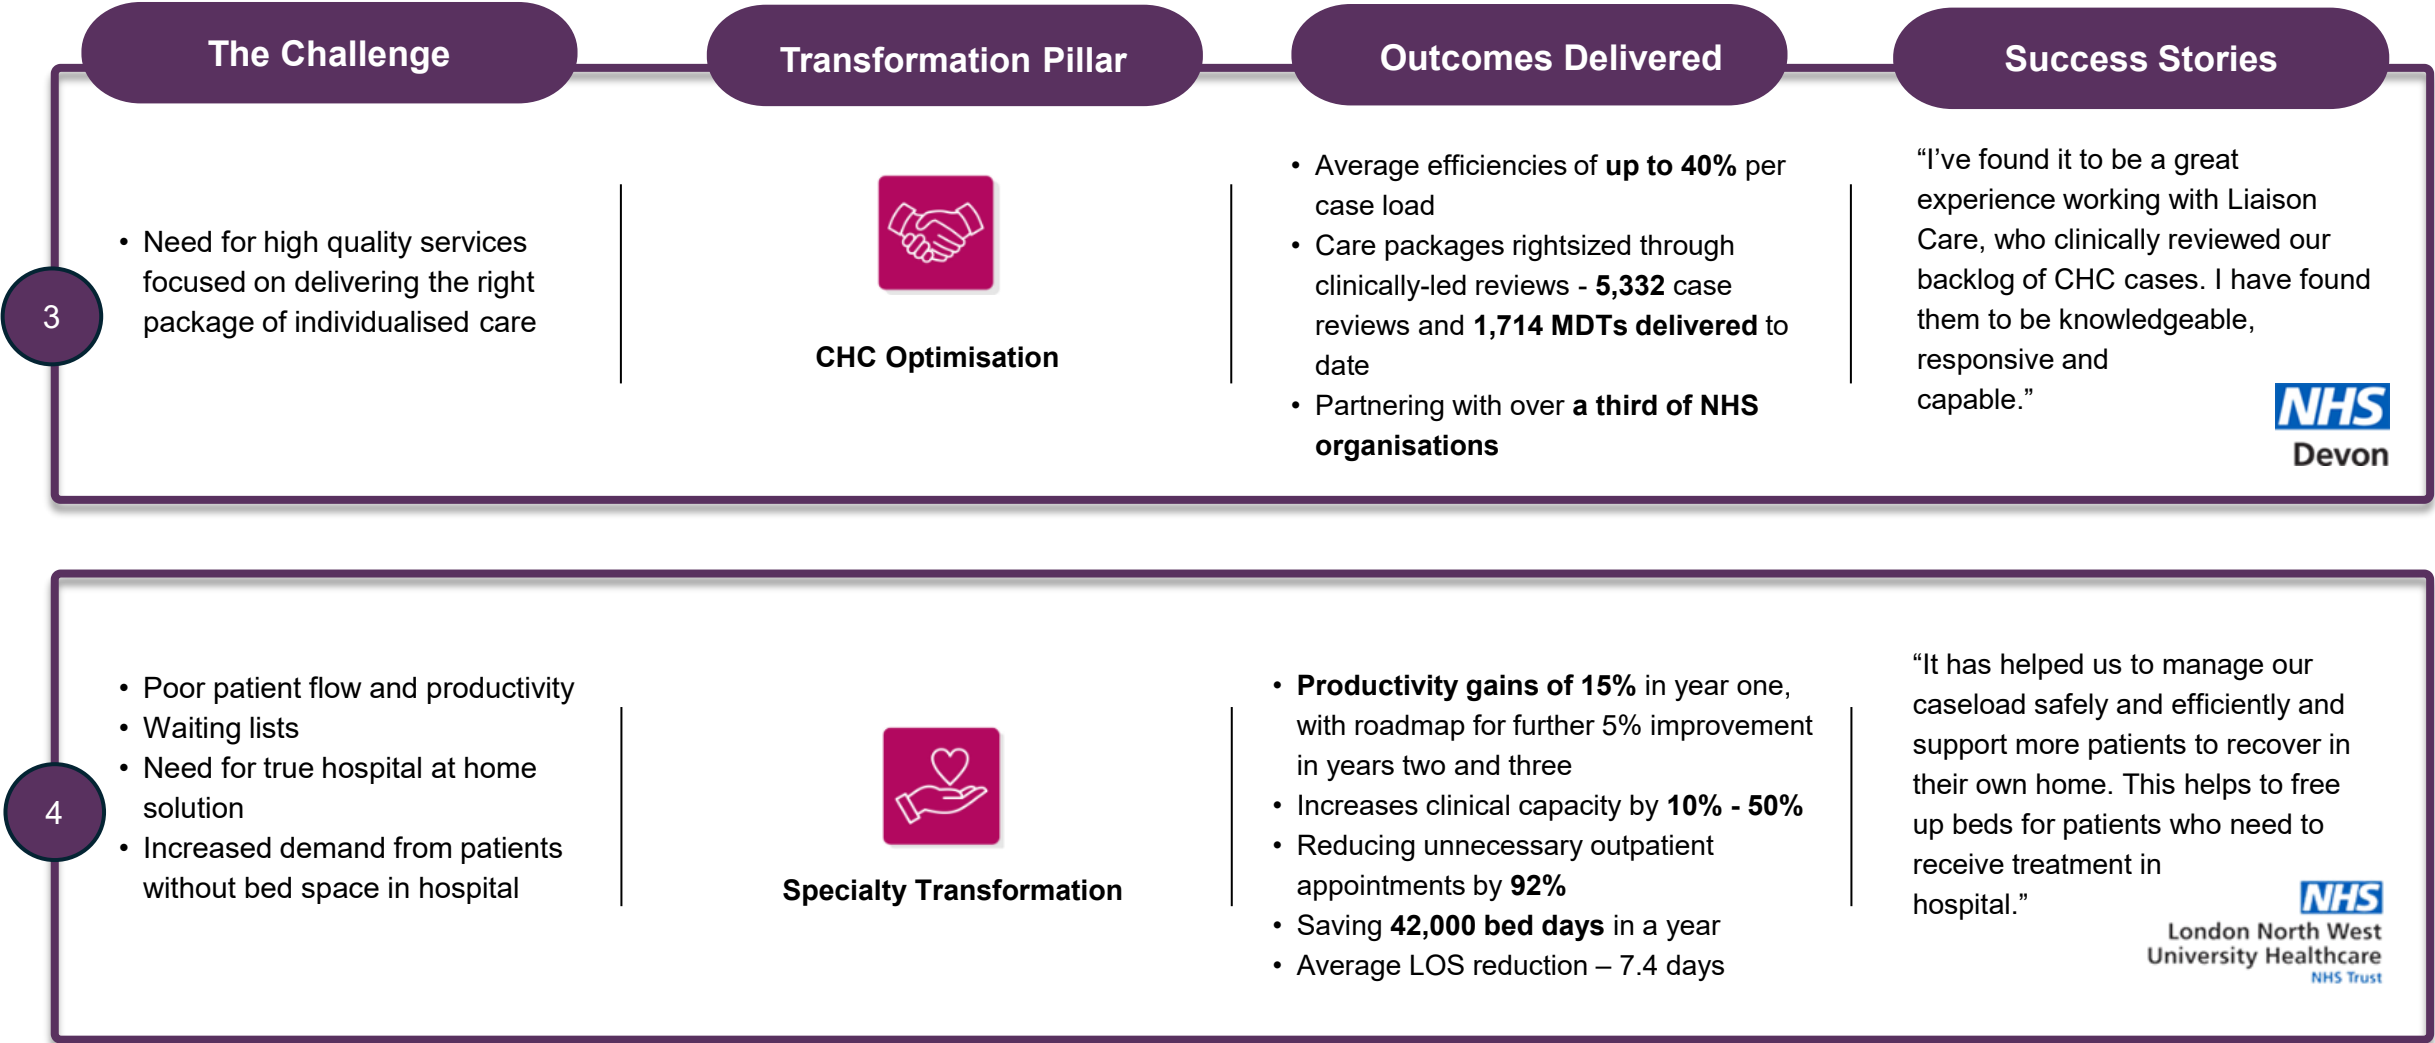 The Challenge
Transformation Pillar
Outcomes Delivered
Success Stories
3
• Need for high quality services
focused on delivering the right
package of individualised care
CHC Optimisation
• Average efficiencies of up to 40% per
case load
• Care packages rightsized through
clinically-led reviews - 5,332 case
reviews and 1,714 MDTs delivered to
date
• Partnering with over a third of NHS
organisations
“I’ve found it to be a great
experience working with Liaison
Care, who clinically reviewed our
backlog of CHC cases. I have found
them to be knowledgeable,
responsive and
capable.”
NHS
Devon
4
• Poor patient flow and productivity
• Waiting lists
• Need for true hospital at home
solution
• Increased demand from patients
without bed space in hospital
Specialty Transformation
• Productivity gains of 15% in year one,
with roadmap for further 5% improvement
in years two and three
• Increases clinical capacity by 10% - 50%
• Reducing unnecessary outpatient
appointments by 92%
• Saving 42,000 bed days in a year
• Average LOS reduction – 7.4 days
“It has helped us to manage our
caseload safely and efficiently and
support more patients to recover in
their own home. This helps to free
up beds for patients who need to
receive treatment in
hospital.”
NHS
London North West
University Healthcare
NHS Trust